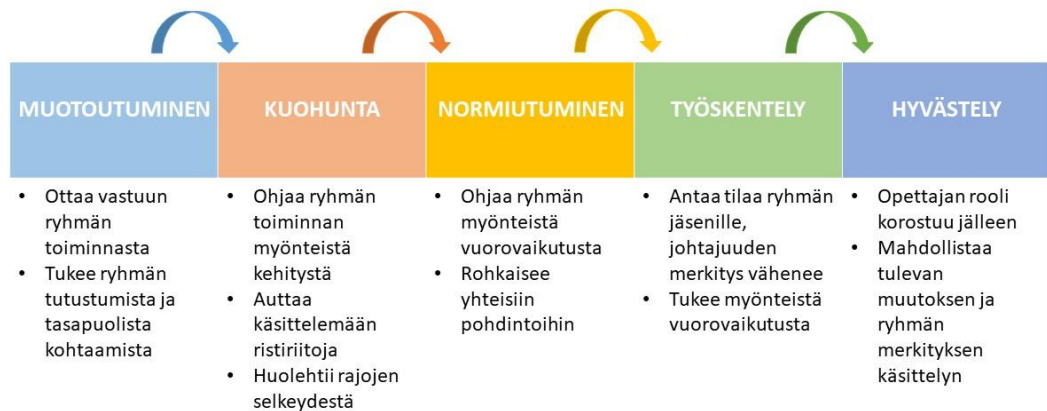 MUOTOUTUMINEN
KUOHUNTA
NORMIUTUMINEN
TYÖSKENTELY
HYVÄSTELY
• Ottaa vastuun
ryhmän
toiminnasta
• Tukee ryhmän
tutustumista ja
tasapuolista
kohtaamista
• Ohjaa ryhmän
toiminnan
myönteistä
kehitystä
• Auttaa
käsittelemään
ristiriitoja
• Huolehtii rajojen
selkeydestä
• Ohjaa ryhmän
myönteistä
vuorovaikutusta
• Rohkaisee
yhteisiin
pohdintoihin
• Antaa tilaa ryhmän
jäsenille,
johtajuuden
merkitys vähenee
• Tukee myönteistä
vuorovaikutusta
• Opettajan rooli
korostuu jälleen
• Mahdollistaa
tulevan
muutoksen ja
ryhmän
merkityksen
käsittelyn